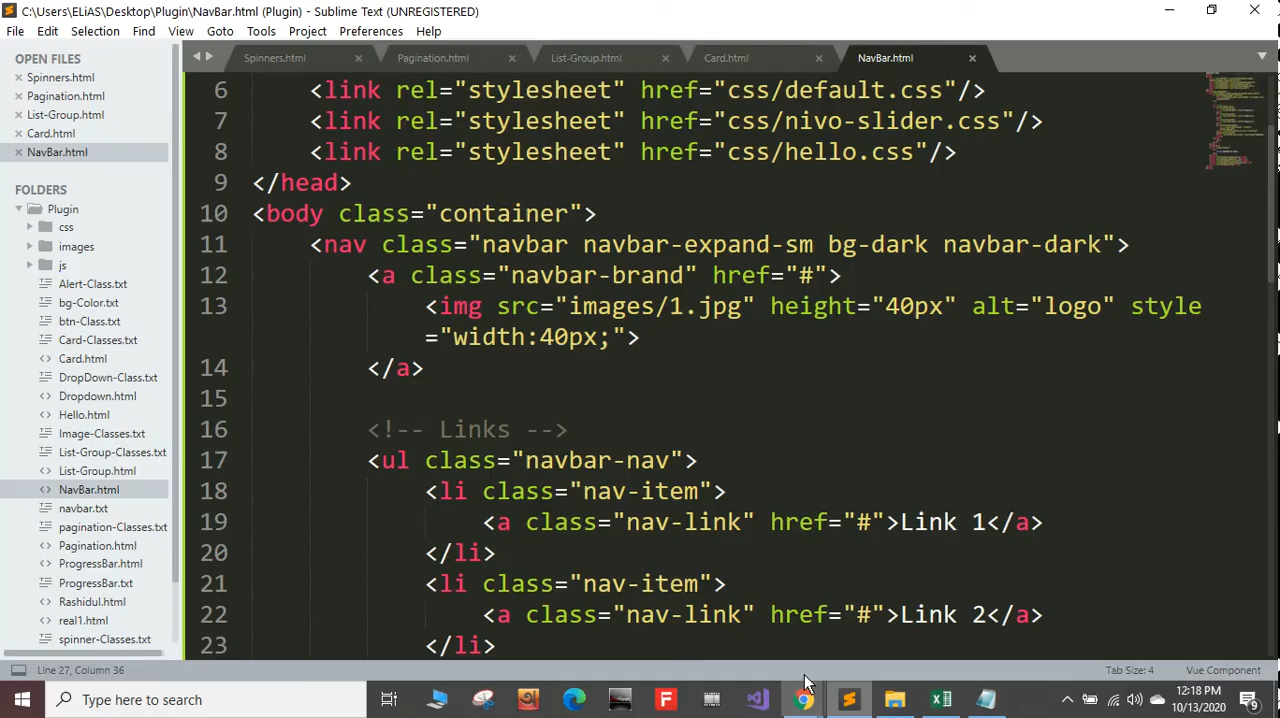 C:\Users\ELiAS\Desktop\Plugin\NavBar.html (Plugin) - Sublime Text (UNREGISTERED)
File Edit Selection Find View Goto Tools Project Preferences Help
OPEN FILES
Spinners.html
Pagination.html
List-Group.html
Card.html
NavBar.html
FOLDERS
Plugin
css
images
js
Alert-Class.txt
bg-Color.txt
btn-Class.txt
Card-Classes.txt
Card.html
DropDown-Class.txt
Dropdown.html
Hello.html
Image-Classes.txt
List-Group-Classes.txt
List-Group.html
NavBar.html
navbar.txt
pagination-Classes.txt
Pagination.html
ProgressBar.html
ProgressBar.txt
Rashidul.html
real1.html
spinner-Classes.txt
Spinners.html Pagination.html List-Group.html Card.html NavBar.html
6 <link rel="stylesheet" href="css/default.css"/>
7 <link rel="stylesheet" href="css/nivo-slider.css"/>
8 <link rel="stylesheet" href="css/hello.css"/>
9 </head>
10 <body class="container">
11 <nav class="navbar navbar-expand-sm bg-dark navbar-dark">
12 <a class="navbar-brand" href="#">
13 <img src="images/1.jpg" height="40px" alt="logo" style
="width:40px;">
14 </a>
15
16 <!-- Links -->
17 <ul class="navbar-nav">
18 <li class="nav-item">
19 <a class="nav-link" href="#">Link 1</a>
20 </li>
21 <li class="nav-item">
22 <a class="nav-link" href="#">Link 2</a>
23 </li>
Line 27, Column 36 Tab Size: 4 Vue Component
Type here to search
12:18 PM
10/13/2020
9